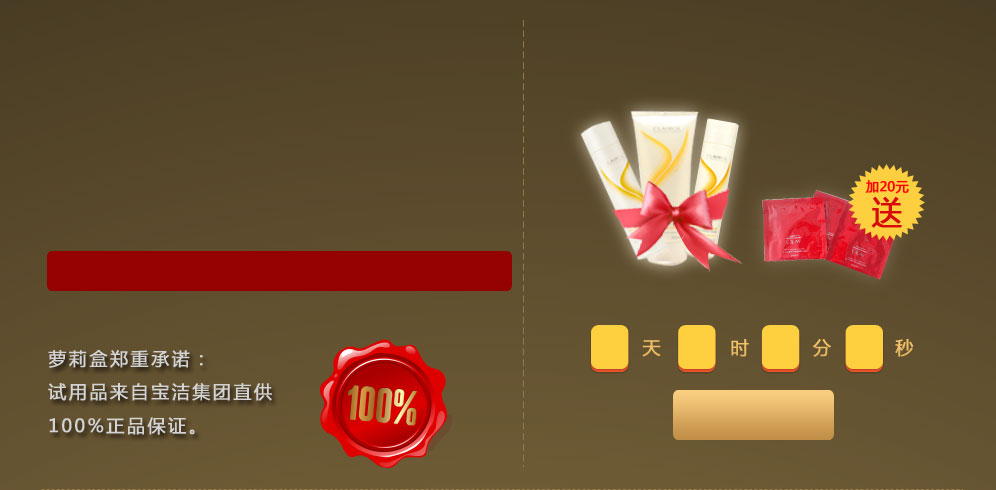 加20元
送
天 时 分 秒
萝莉盒郑重承诺：
试用品来自宝洁集团直供
100%正品保证。
100%